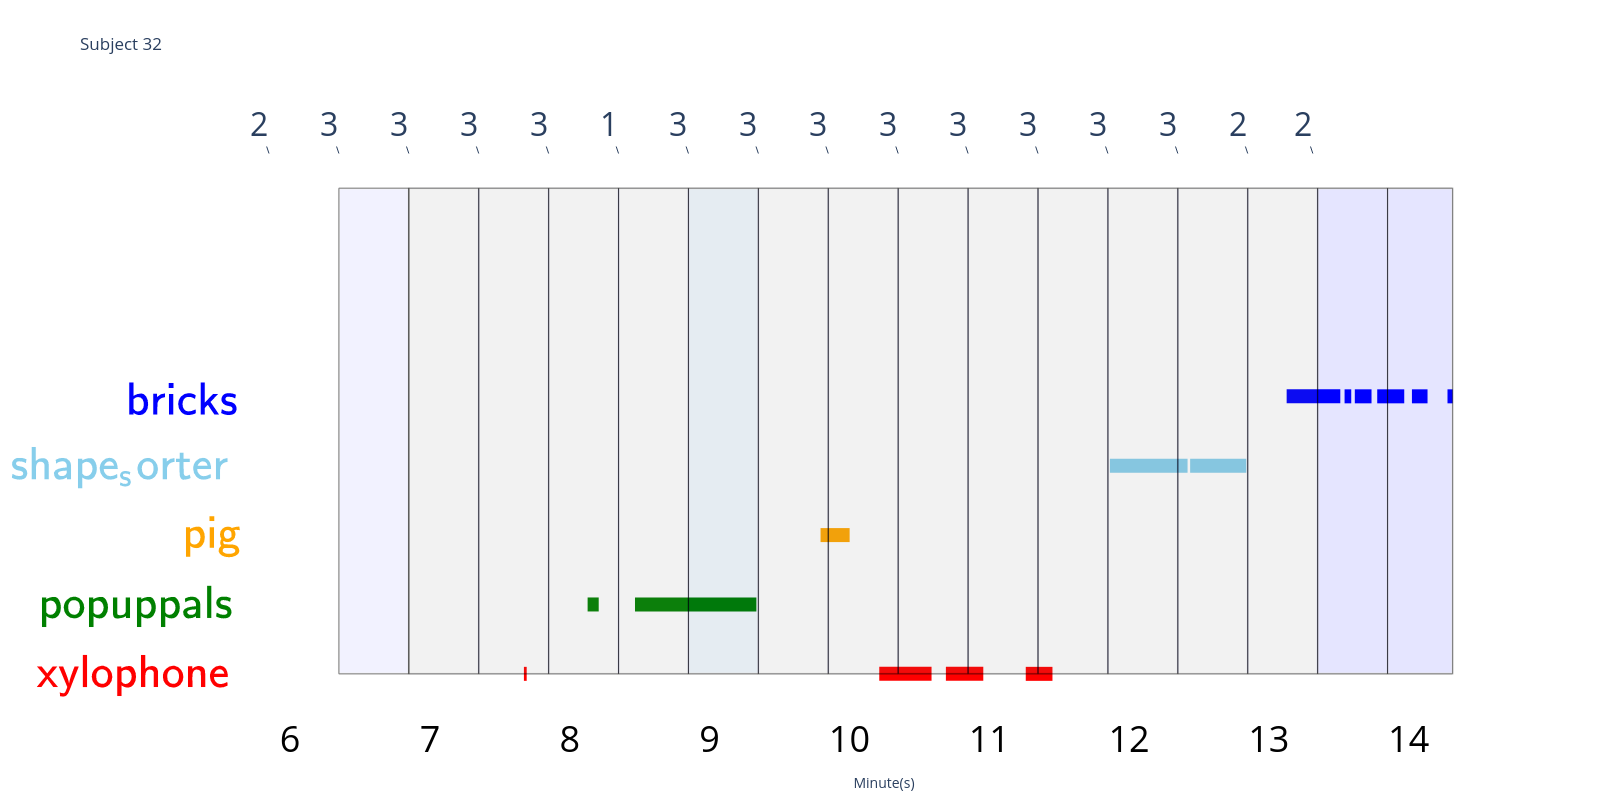 Subject 32
2 3 3 3 3 1 3 3 3 3 3 3 3 3 2 2
bricks
shapesorter
pig
popuppals
xylophone
6 7 8 9 10 11 12 13 14
Minute(s)